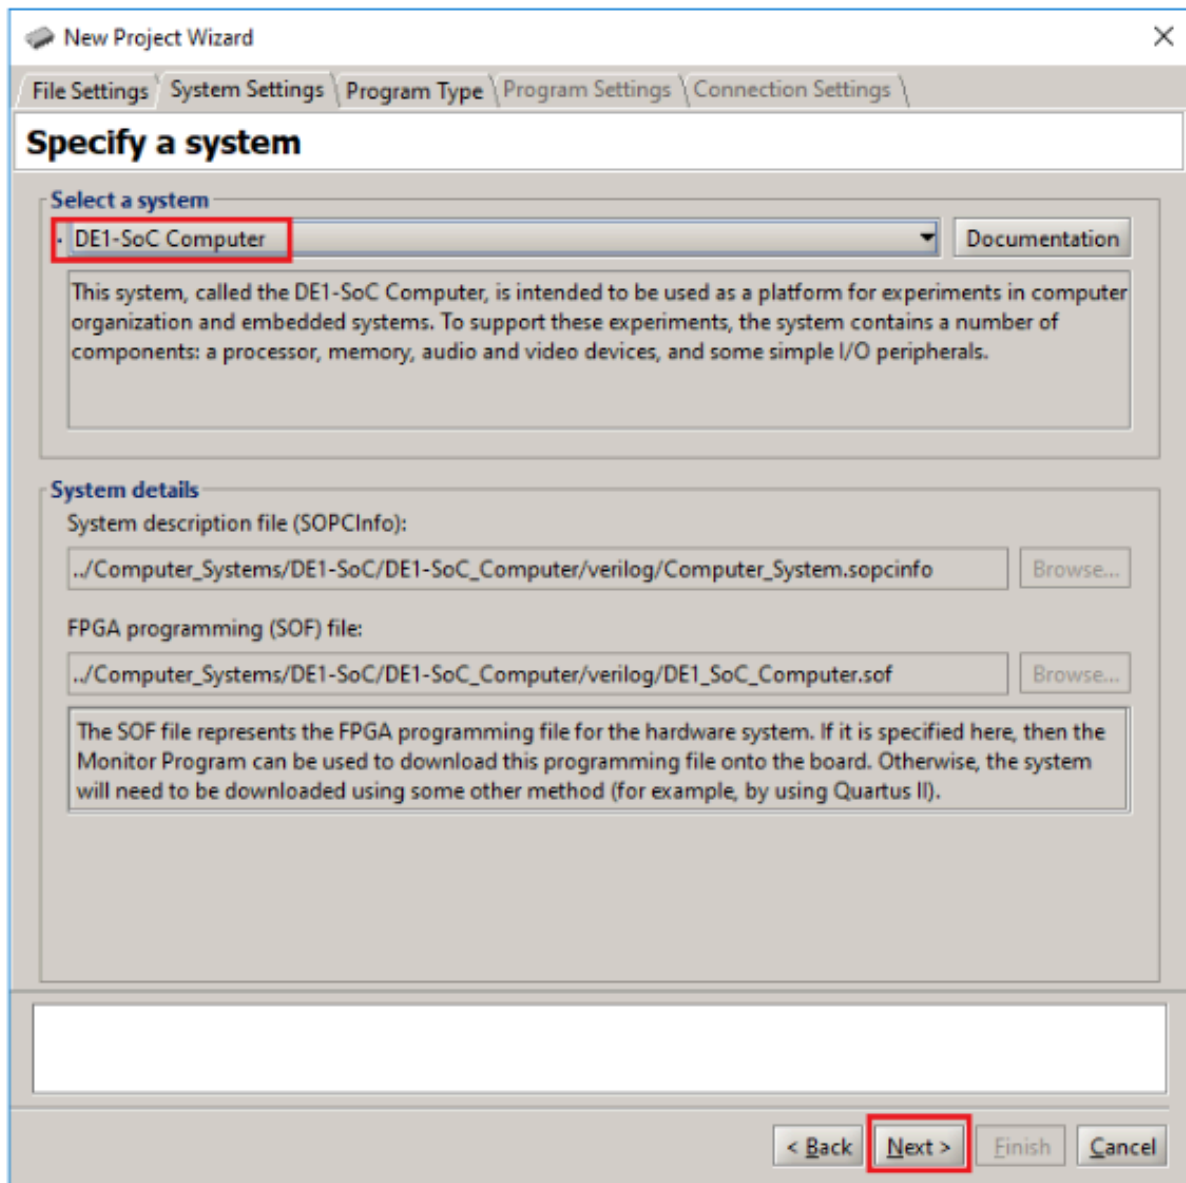 New Project Wizard
File Settings System Settings Program Type Program Settings Connection Settings
Specify a system
Select a system
DE1-SoC Computer
Documentation
This system, called the DE1-SoC Computer, is intended to be used as a platform for experiments in computer
organization and embedded systems. To support these experiments, the system contains a number of
components: a processor, memory, audio and video devices, and some simple I/O peripherals.
System details
System description file (SOPCInfo):
../Computer_Systems/DE1-SoC/DE1-SoC_Computer/verilog/Computer_System.sopcinfo
Browse...
FPGA programming (SOF) file:
../Computer_Systems/DE1-SoC/DE1-SoC_Computer/verilog/DE1_SoC_Computer.sof
Browse...
The SOF file represents the FPGA programming file for the hardware system. If it is specified here, then the
Monitor Program can be used to download this programming file onto the board. Otherwise, the system
will need to be downloaded using some other method (for example, by using Quartus II).
< Back Next > Finish Cancel